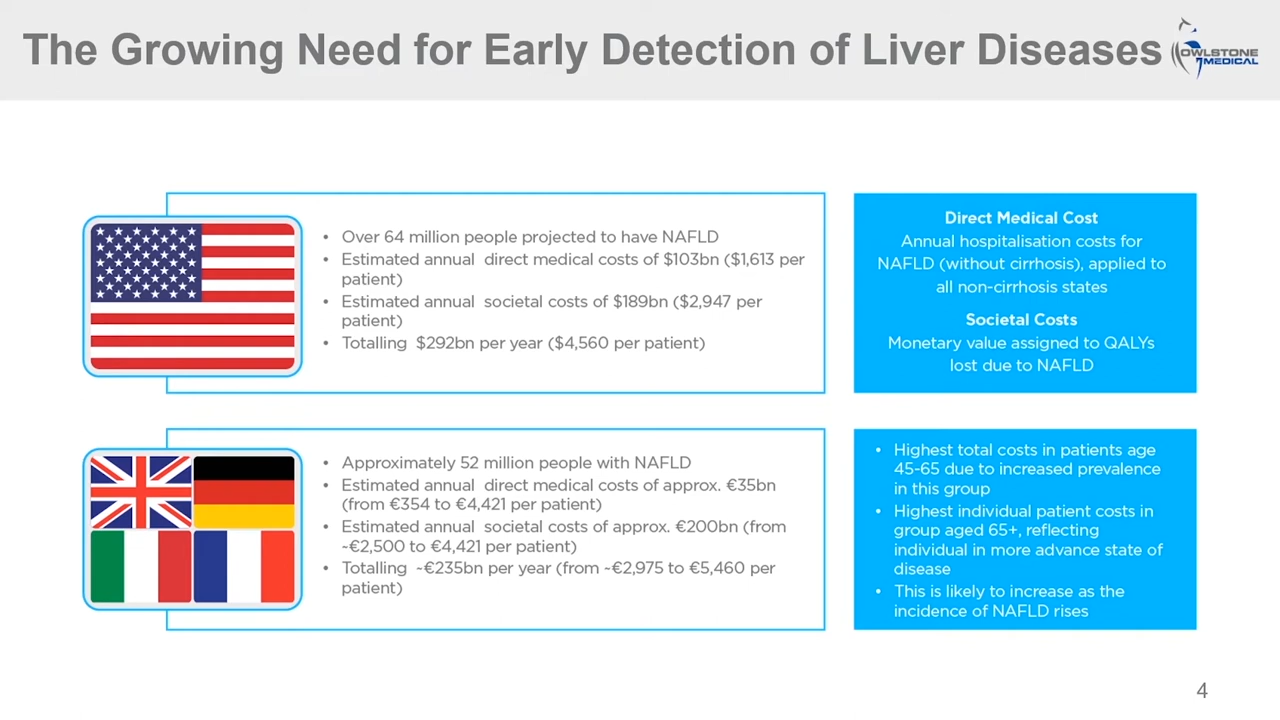 The Growing Need for Early Detection of Liver Diseases
OWLSTONE
MEDICAL
• Over 64 million people projected to have NAFLD
• Estimated annual direct medical costs of $103bn ($1,613 per
patient)
• Estimated annual societal costs of $189bn ($2,947 per
patient)
• Totalling $292bn per year ($4,560 per patient)
Direct Medical Cost
Annual hospitalisation costs for
NAFLD (without cirrhosis), applied to
all non-cirrhosis states
Societal Costs
Monetary value assigned to QALYs
lost due to NAFLD
• Approximately 52 million people with NAFLD
• Estimated annual direct medical costs of approx. €35bn
(from €354 to €4,421 per patient)
• Estimated annual societal costs of approx. €200bn (from
~€2,500 to €4,421 per patient)
• Totalling ~€235bn per year (from ~€2,975 to €5,460 per
patient)
• Highest total costs in patients age
45-65 due to increased prevalence
in this group
• Highest individual patient costs in
group aged 65+, reflecting
individual in more advance state of
disease
• This is likely to increase as the
incidence of NAFLD rises
4